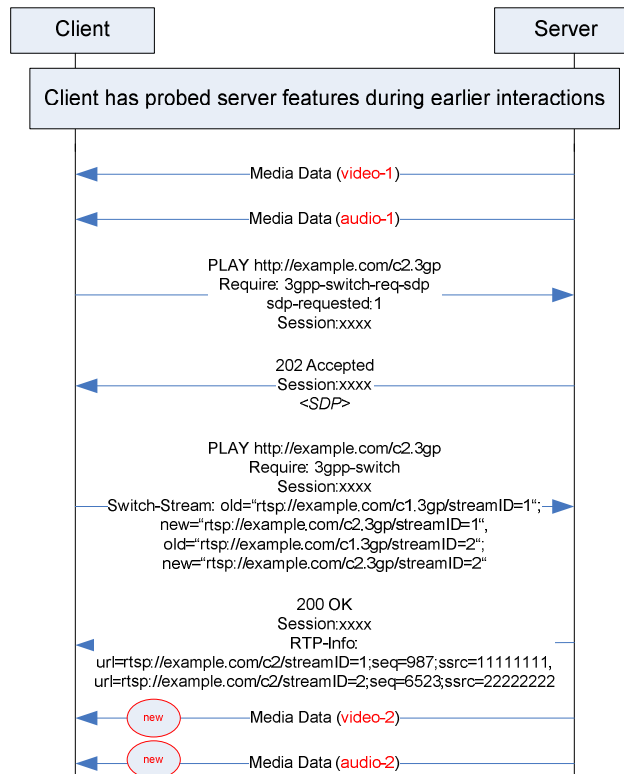 Client
Server
Client has probed server features during earlier interactions
Media Data (video-1)
Media Data (audio-1)
PLAY http://example.com/c2.3gp
Require: 3gpp-switch-req-sdp
sdp-requested:1
Session:xxxx
202 Accepted
Session:xxxx
<SDP>
PLAY http://example.com/c2.3gp
Require: 3gpp-switch
Session:xxxx
Switch-Stream: old=“rtsp://example.com/c1.3gp/streamID=1“;
new=“rtsp://example.com/c2.3gp/streamID=1“,
old=“rtsp://example.com/c1.3gp/streamID=2“;
new=“rtsp://example.com/c2.3gp/streamID=2“
200 OK
Session:xxxx
RTP-Info:
url=rtsp://example.com/c2/streamID=1;seq=987;ssrc=11111111,
url=rtsp://example.com/c2/streamID=2;seq=6523;ssrc=22222222
new
Media Data (video-2)
new
Media Data (audio-2)